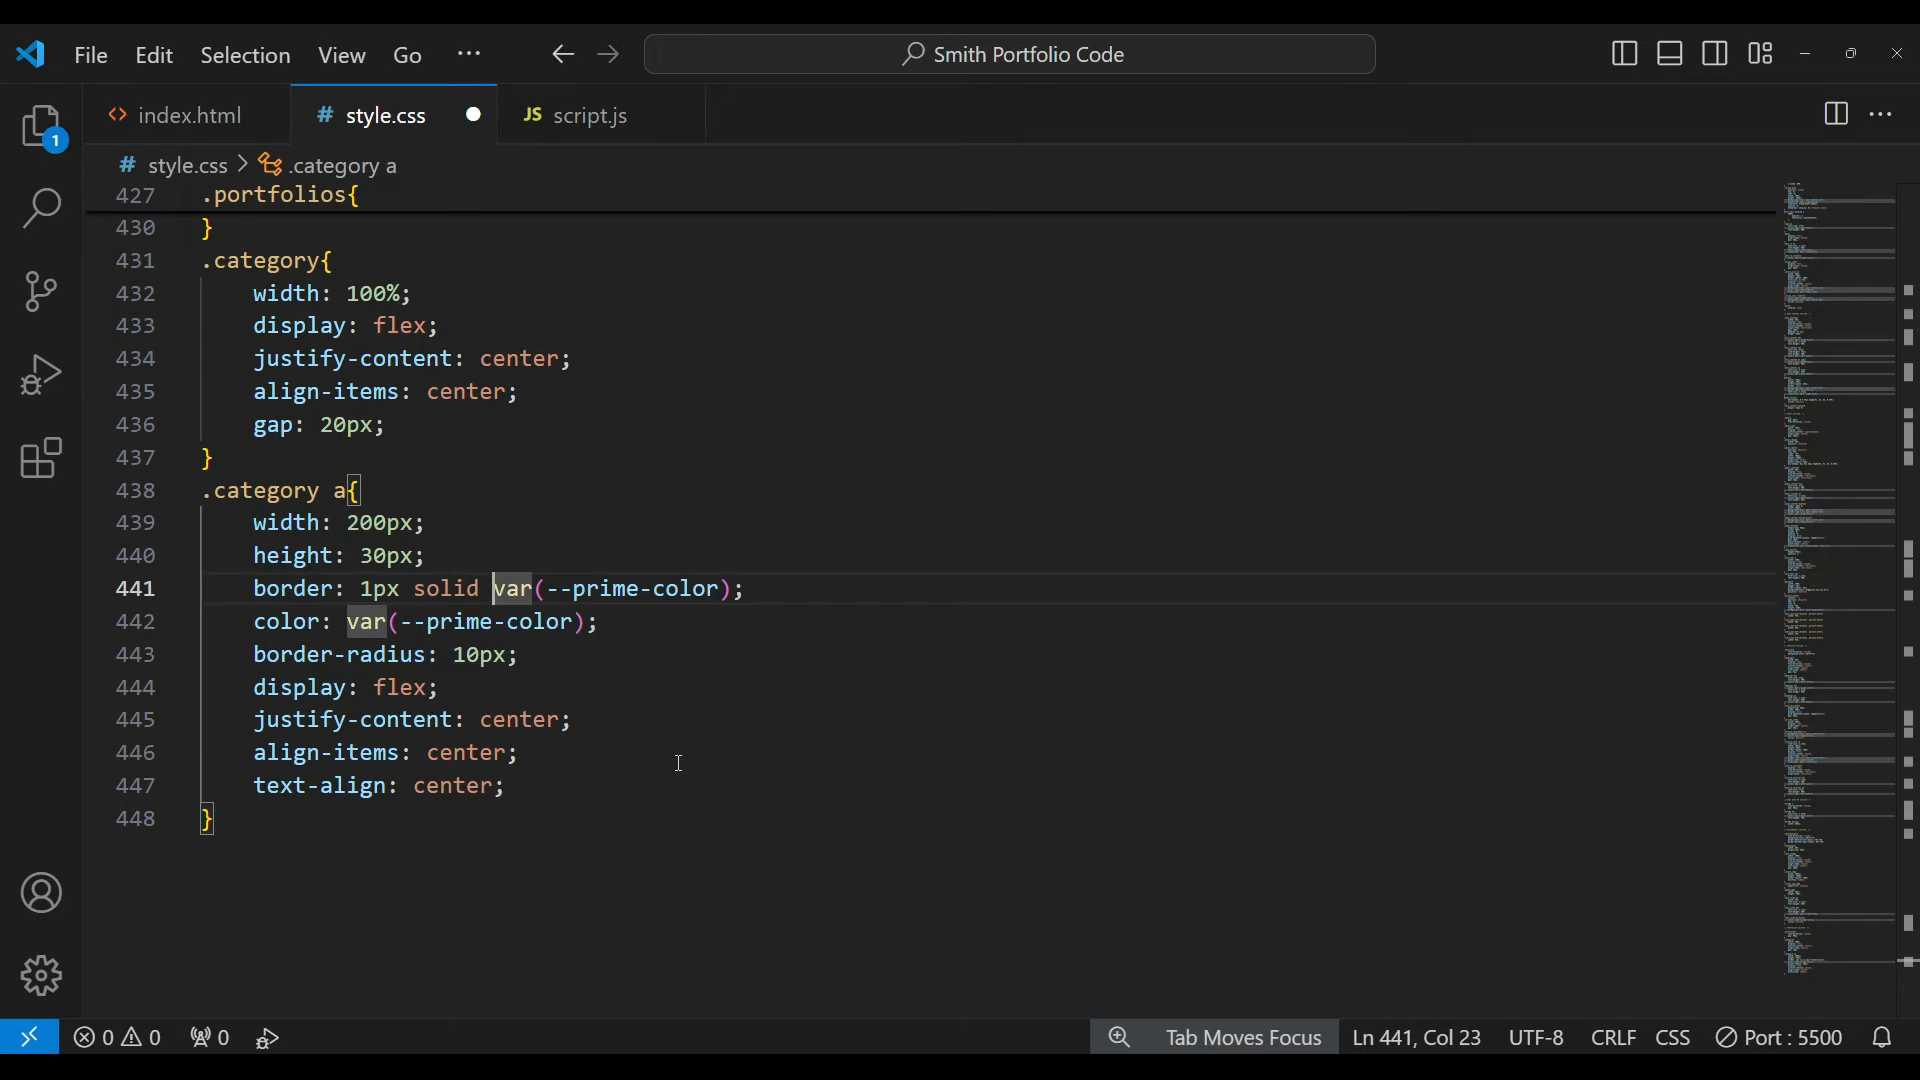 File Edit Selection View Go ··· Smith Portfolio Code
index.html # style.css JS script.js
# style.css > .category a
427 .portfolios{
430 }
431 .category{
432 width: 100%;
433 display: flex;
434 justify-content: center;
435 align-items: center;
436 gap: 20px;
437 }
438 .category a{
439 width: 200px;
440 height: 30px;
441 border: 1px solid var(--prime-color);
442 color: var(--prime-color);
443 border-radius: 10px;
444 display: flex;
445 justify-content: center;
446 align-items: center;
447 text-align: center;
448 }
1
0 0 0 Tab Moves Focus Ln 441, Col 23 UTF-8 CRLF CSS Port : 5500